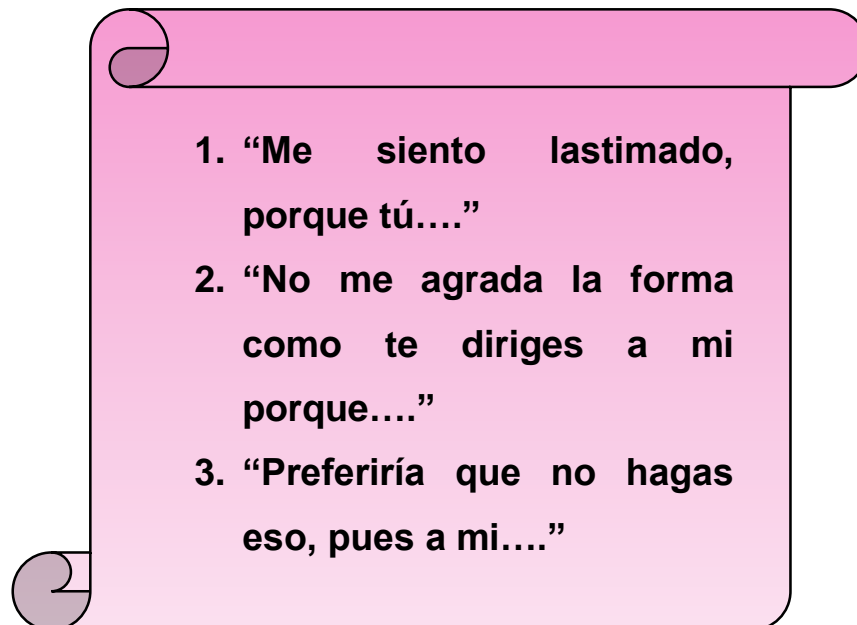 1. “Me siento lastimado,
porque tú....”
2. “No me agrada la forma
como te diriges a mi
porque....”
3. “Preferiría que no hagas
eso, pues a mi....”